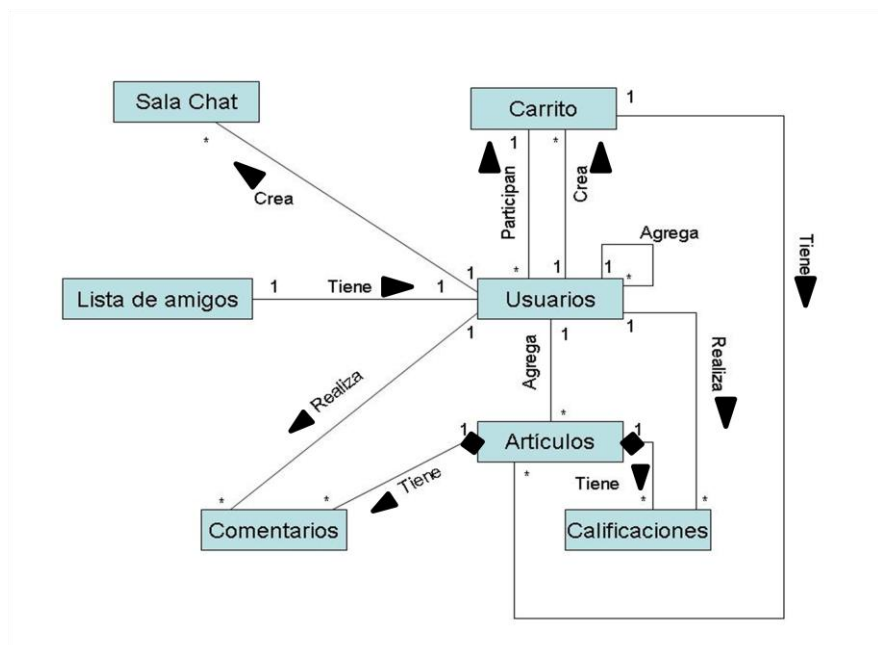 Sala Chat
*
Crea
1
Carrito
1
1
*
Participan
Crea
*
1
Agrega
1
*
Tiene
Lista de amigos
1
Tiene
1
Usuarios
1
1
1
Realiza
Agrega
Realiza
*
1
Artículos
1
*
Tiene
Tiene
*
*
Comentarios
*
*
Calificaciones